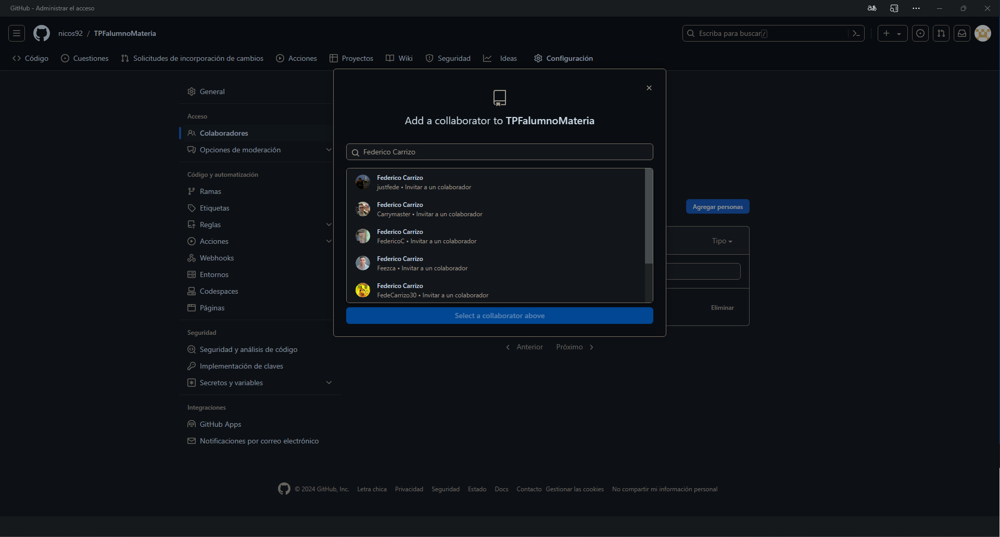 GitHub - Administrar el acceso
nicos92 / TPFalumnoMateria
Escriba para buscar /
Código
Cuestiones
Solicitudes de incorporación de cambios
Acciones
Proyectos
Wiki
Seguridad
Ideas
Configuración
General
Acceso
Colaboradores
Opciones de moderación
Código y automatización
Ramas
Etiquetas
Reglas
Acciones
Webhooks
Entornos
Codespaces
Páginas
Seguridad
Seguridad y análisis de código
Implementación de claves
Secretos y variables
Integraciones
GitHub Apps
Notificaciones por correo electrónico
Add a collaborator to TPFalumnoMateria
Federico Carrizo
Federico Carrizo
justfede • Invitar a un colaborador
Federico Carrizo
Carrymaster • Invitar a un colaborador
Federico Carrizo
FedericoC • Invitar a un colaborador
Federico Carrizo
Feezca • Invitar a un colaborador
Federico Carrizo
FedeCarrizo30 • Invitar a un colaborador
Select a collaborator above
Agregar personas
Tipo
Eliminar
Anterior
Próximo
© 2024 GitHub, Inc.
Letra chica
Privacidad
Seguridad
Estado
Docs
Contacto
Gestionar las cookies
No compartir mi información personal